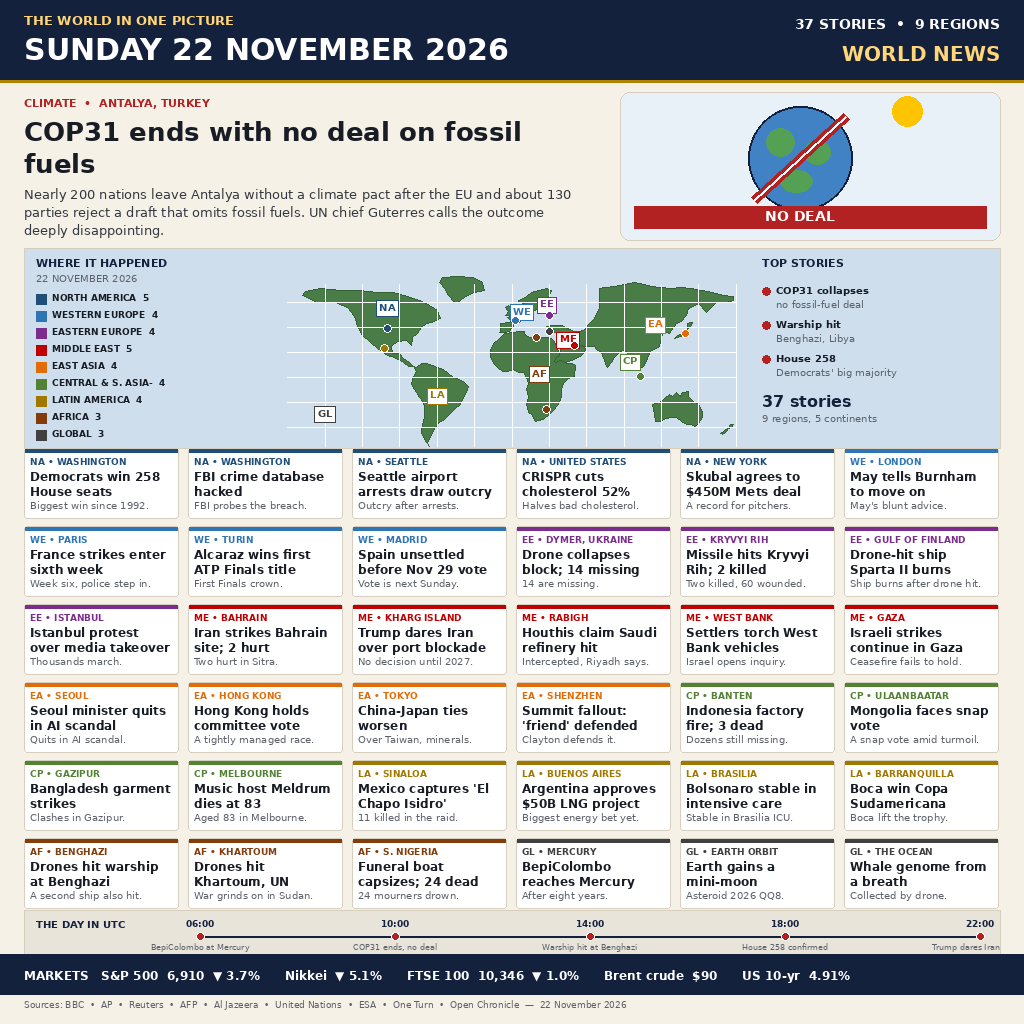 THE WORLD IN ONE PICTURE
SUNDAY 22 NOVEMBER 2026
37 STORIES • 9 REGIONS
WORLD NEWS
CLIMATE • ANTALYA, TURKEY
COP31 ends with no deal on fossil
fuels
Nearly 200 nations leave Antalya without a climate pact after the EU and about 130
parties reject a draft that omits fossil fuels. UN chief Guterres calls the outcome
deeply disappointing.
NO DEAL
WHERE IT HAPPENED
22 NOVEMBER 2026
NORTH AMERICA 5
WESTERN EUROPE 4
EASTERN EUROPE 4
MIDDLE EAST 5
EAST ASIA 4
CENTRAL & S. ASIA- 4
LATIN AMERICA 4
AFRICA 3
GLOBAL 3
NA
WE
EE
ME
EA
CP
AF
LA
GL
TOP STORIES
COP31 collapses
no fossil-fuel deal
Warship hit
Benghazi, Libya
House 258
Democrats' big majority
37 stories
9 regions, 5 continents
NA • WASHINGTON
Democrats win 258
House seats
Biggest win since 1992.
NA • WASHINGTON
FBI crime database
hacked
FBI probes the breach.
NA • SEATTLE
Seattle airport
arrests draw outcry
Outcry after arrests.
NA • UNITED STATES
CRISPR cuts
cholesterol 52%
Halves bad cholesterol.
NA • NEW YORK
Skubal agrees to
$450M Mets deal
A record for pitchers.
WE • LONDON
May tells Burnham
to move on
May's blunt advice.
WE • PARIS
France strikes enter
sixth week
Week six, police step in.
WE • TURIN
Alcaraz wins first
ATP Finals title
First Finals crown.
WE • MADRID
Spain unsettled
before Nov 29 vote
Vote is next Sunday.
EE • DYMER, UKRAINE
Drone collapses
block; 14 missing
14 are missing.
EE • KRYVYI RIH
Missile hits Kryvyi
Rih; 2 killed
Two killed, 60 wounded.
EE • GULF OF FINLAND
Drone-hit ship
Sparta II burns
Ship burns after drone hit.
EE • ISTANBUL
Istanbul protest
over media takeover
Thousands march.
ME • BAHRAIN
Iran strikes Bahrain
site; 2 hurt
Two hurt in Sitra.
ME • KHARG ISLAND
Trump dares Iran
over port blockade
No decision until 2027.
ME • RABIGH
Houthis claim Saudi
refinery hit
Intercepted, Riyadh says.
ME • WEST BANK
Settlers torch West
Bank vehicles
Israel opens inquiry.
ME • GAZA
Israeli strikes
continue in Gaza
Ceasefire fails to hold.
EA • SEOUL
Seoul minister quits
in AI scandal
Quits in AI scandal.
EA • HONG KONG
Hong Kong holds
committee vote
A tightly managed race.
EA • TOKYO
China-Japan ties
worsen
Over Taiwan, minerals.
EA • SHENZHEN
Summit fallout:
'friend' defended
Clayton defends it.
CP • BANTEN
Indonesia factory
fire; 3 dead
Dozens still missing.
CP • ULAANBAATAR
Mongolia faces snap
vote
A snap vote amid turmoil.
CP • GAZIPUR
Bangladesh garment
strikes
Clashes in Gazipur.
CP • MELBOURNE
Music host Meldrum
dies at 83
Aged 83 in Melbourne.
LA • SINALOA
Mexico captures 'El
Chapo Isidro'
11 killed in the raid.
LA • BUENOS AIRES
Argentina approves
$50B LNG project
Biggest energy bet yet.
LA • BRASILIA
Bolsonaro stable in
intensive care
Stable in Brasilia ICU.
LA • BARRANQUILLA
Boca win Copa
Sudamericana
Boca lift the trophy.
AF • BENGHAZI
Drones hit warship
at Benghazi
A second ship also hit.
AF • KHARTOUM
Drones hit
Khartoum, UN
War grinds on in Sudan.
AF • S. NIGERIA
Funeral boat
capsizes; 24 dead
24 mourners drown.
GL • MERCURY
BepiColombo
reaches Mercury
After eight years.
GL • EARTH ORBIT
Earth gains a
mini-moon
Asteroid 2026 QQ8.
GL • THE OCEAN
Whale genome from
a breath
Collected by drone.
THE DAY IN UTC
06:00
10:00
14:00
18:00
22:00
BepiColombo at Mercury
COP31 ends, no deal
Warship hit at Benghazi
House 258 confirmed
Trump dares Iran
MARKETS S&P 500 6,910 ▼ 3.7% Nikkei ▼ 5.1% FTSE 100 10,346 ▼ 1.0% Brent crude $90 US 10-yr 4.91%
Sources: BBC • AP • Reuters • AFP • Al Jazeera • United Nations • ESA • One Turn • Open Chronicle — 22 November 2026